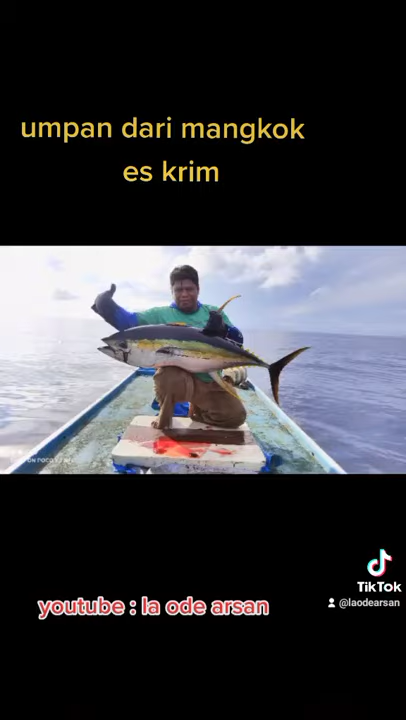 umpan dari mangkok
es krim
TikTok
@laodearsan
youtube : la ode arsan